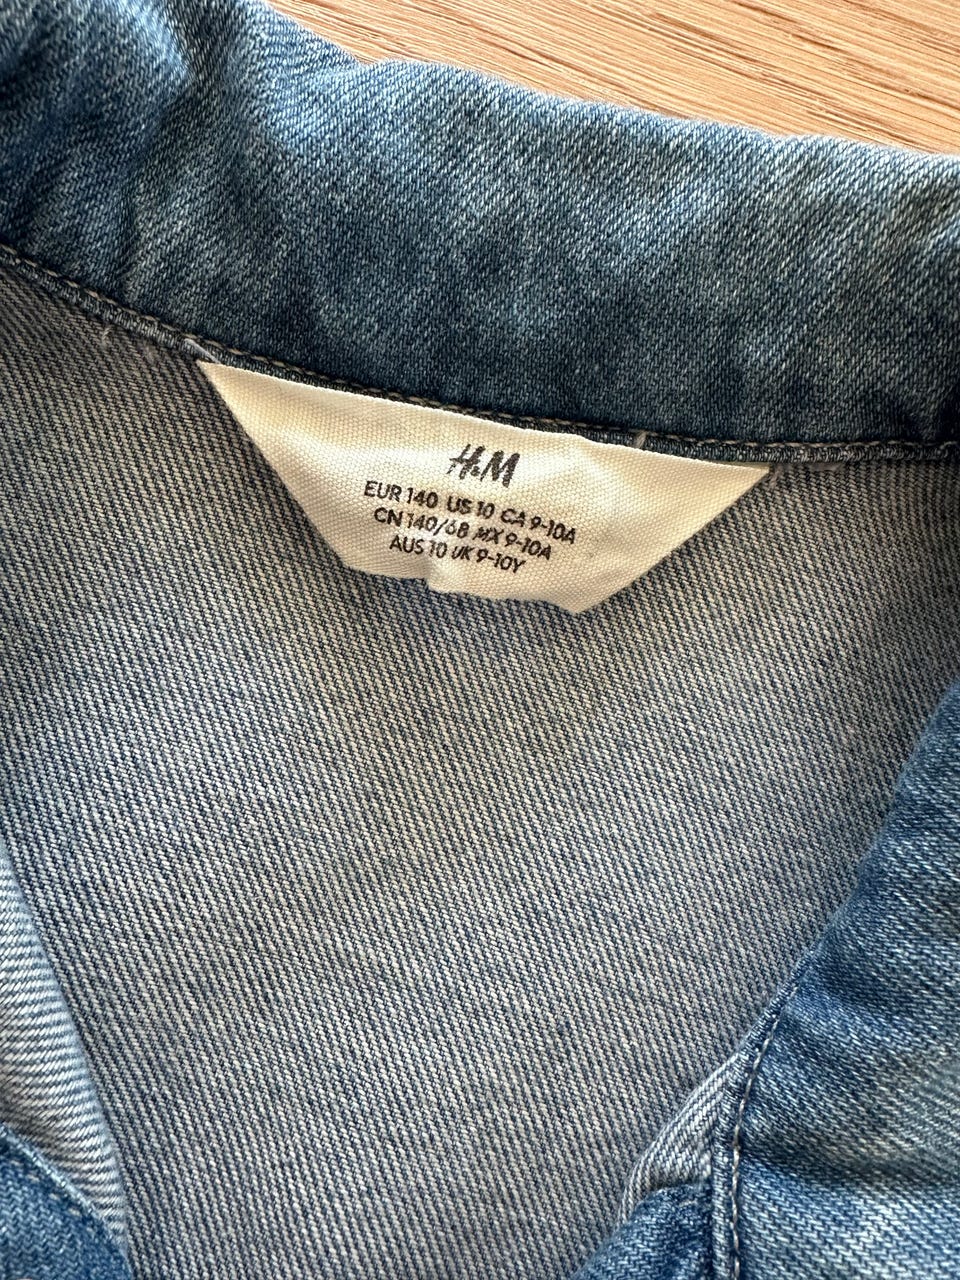 H&M
EUR 140 US 10 CA 9-10A
CN 140/68 MX 9-10A
AUS 10 UK 9-10Y